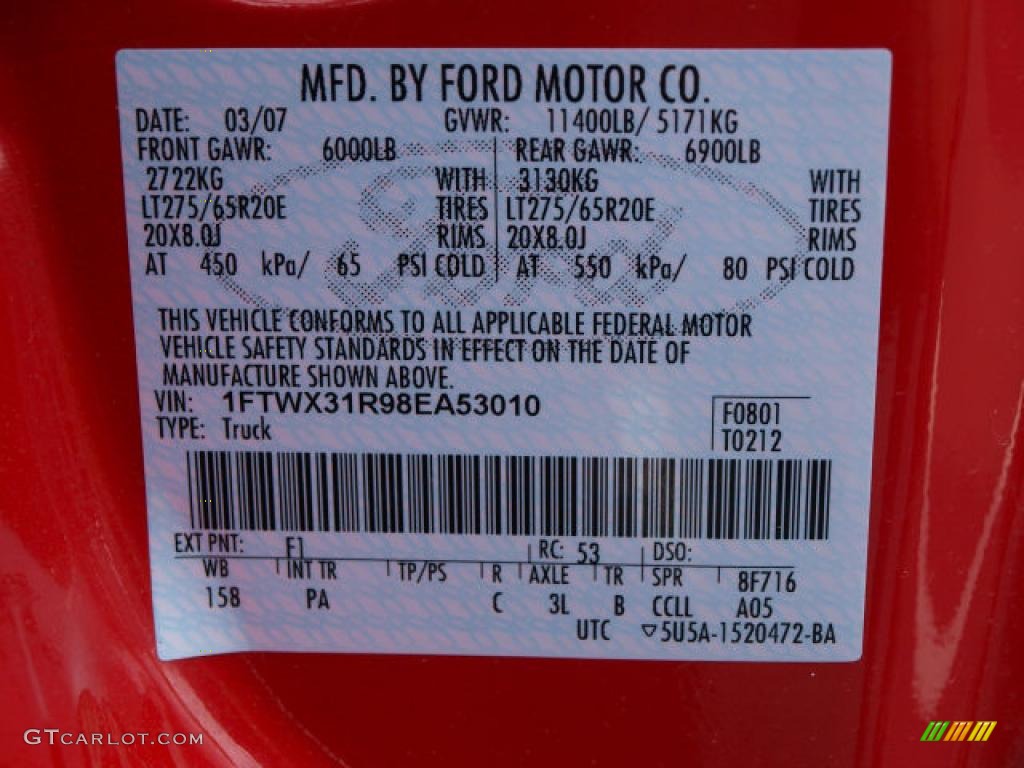 MFD. BY FORD MOTOR CO.
DATE: 03/07 GVWR: 11400LB/ 5171KG
FRONT GAWR: 6000LB REAR GAWR: 6900LB
2722KG WITH 3130KG WITH
LT275/65R20E TIRES LT275/65R20E TIRES
20X8.0J RIMS 20X8.0J RIMS
AT 450 kPa/ 65 PSI COLD AT 550 kPa/ 80 PSI COLD
Ford
THIS VEHICLE CONFORMS TO ALL APPLICABLE FEDERAL MOTOR
VEHICLE SAFETY STANDARDS IN EFFECT ON THE DATE OF
MANUFACTURE SHOWN ABOVE.
VIN: 1FTWX31R98EA53010
F0801
TYPE: Truck
T0212
EXT PNT: F1 RC: 53 DSO:
WB INT TR TP/PS R AXLE TR SPR 8F716
158 PA C 3L B CCLL A05
UTC ▽5U5A-1520472-BA
GTCARLOT.COM